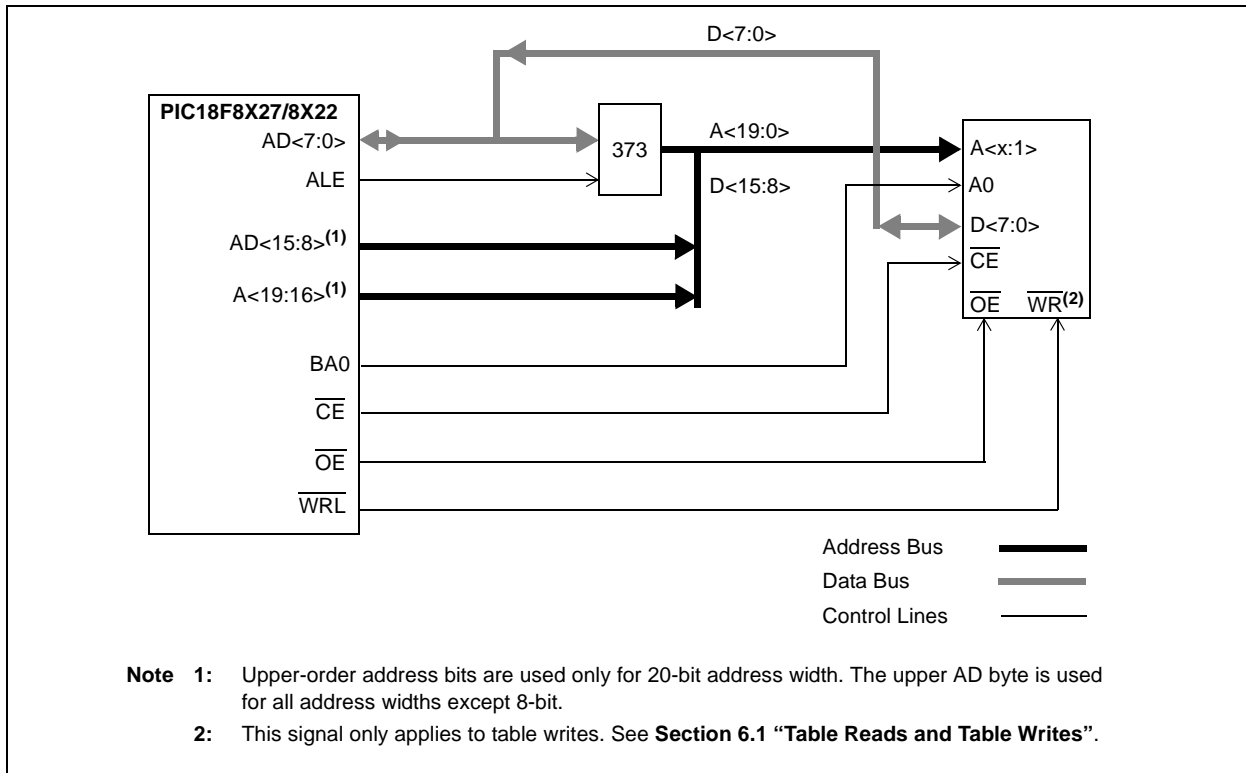 D<7:0>
PIC18F8X27/8X22
AD<7:0>
373
A<19:0>
A<x:1>
ALE
D<15:8>
A0
AD<15:8>(1)
D<7:0>
CE
A<19:16>(1)
OE WR(2)
BA0
CE
OE
WRL
Address Bus
Data Bus
Control Lines
Note 1: Upper-order address bits are used only for 20-bit address width. The upper AD byte is used
for all address widths except 8-bit.
2: This signal only applies to table writes. See Section 6.1 “Table Reads and Table Writes”.